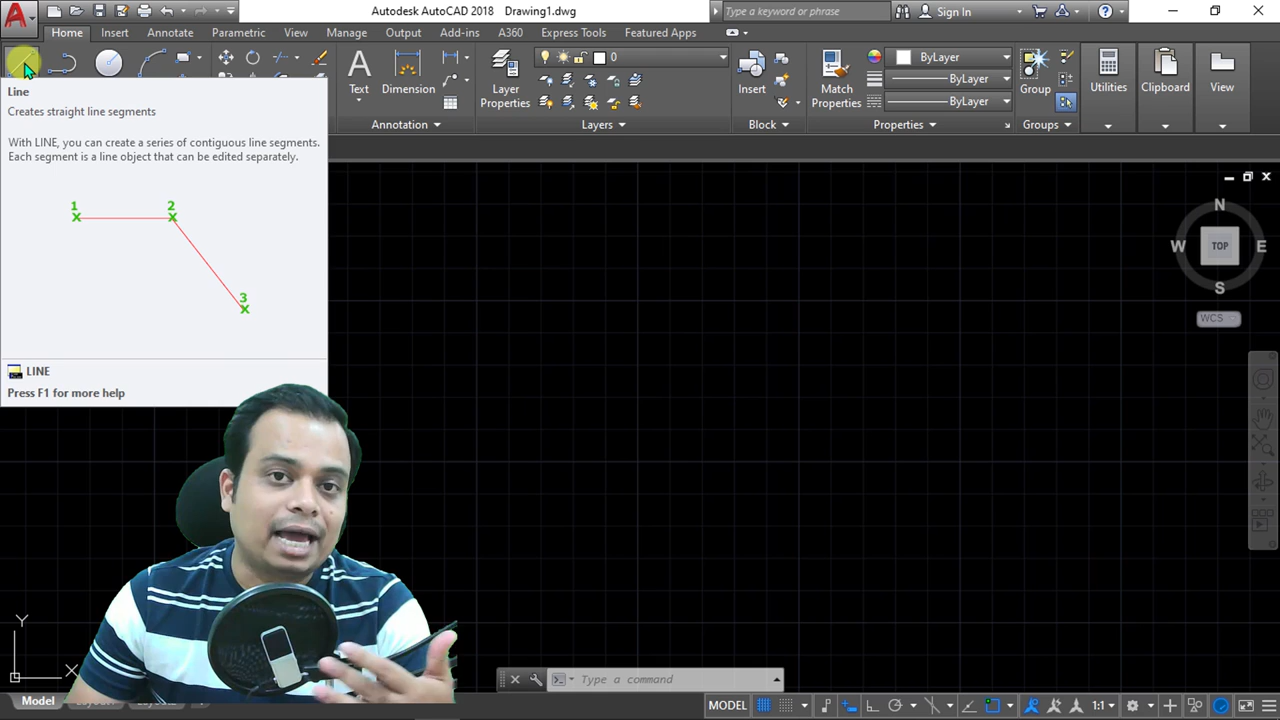 Autodesk AutoCAD 2018 Drawing1.dwg
Type a keyword or phrase
Sign In
Home Insert Annotate Parametric View Manage Output Add-ins A360 Express Tools Featured Apps
0
ByLayer
ByLayer
ByLayer
Text
Dimension
Layer
Properties
Insert
Match
Properties
Group
Utilities
Clipboard
View
Annotation
Layers
Block
Properties
Groups
Line
Creates straight line segments
With LINE, you can create a series of contiguous line segments.
Each segment is a line object that can be edited separately.
1
2
3
LINE
Press F1 for more help
N
W TOP E
S
WCS
Y
X
Type a command
Model
MODEL
1:1